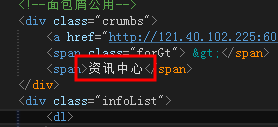 <!--面包屑公用-->
<div class="crumbs">
<a href="http://121.40.102.225:60
<span class="forGt"> &gt;</span>
<span>资讯中心</span>
</div>
<div class="infoList">
<dl>